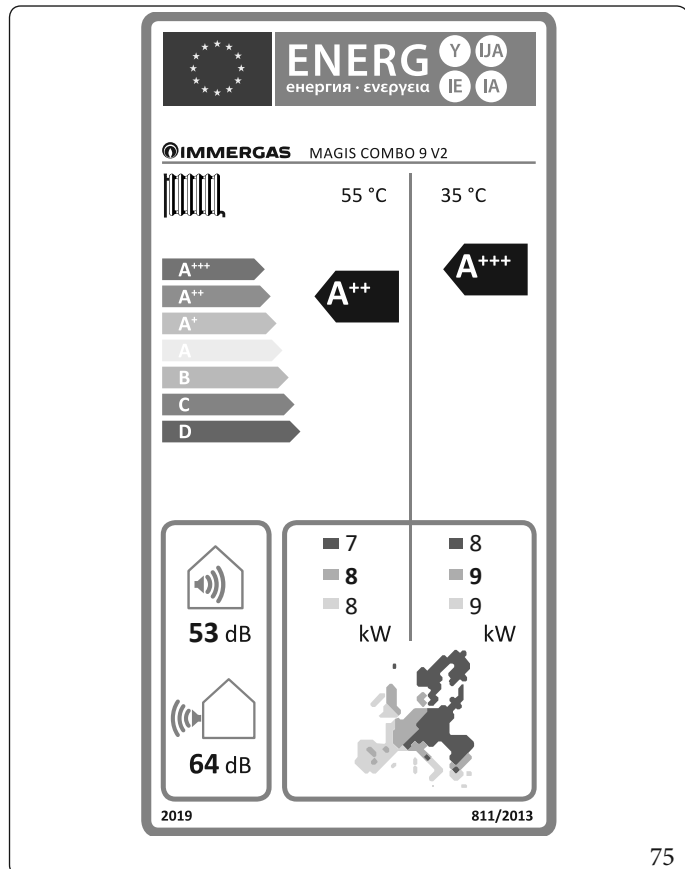 ENERG Y IJA
енергия · ενεργεια IE IA
IMMERGAS MAGIS COMBO 9 V2
55 °C 35 °C
A+++
A++
A+
A
B
C
D
A++
A+++
53 dB
64 dB
7
8
8
kW
8
9
9
kW
2019 811/2013
75